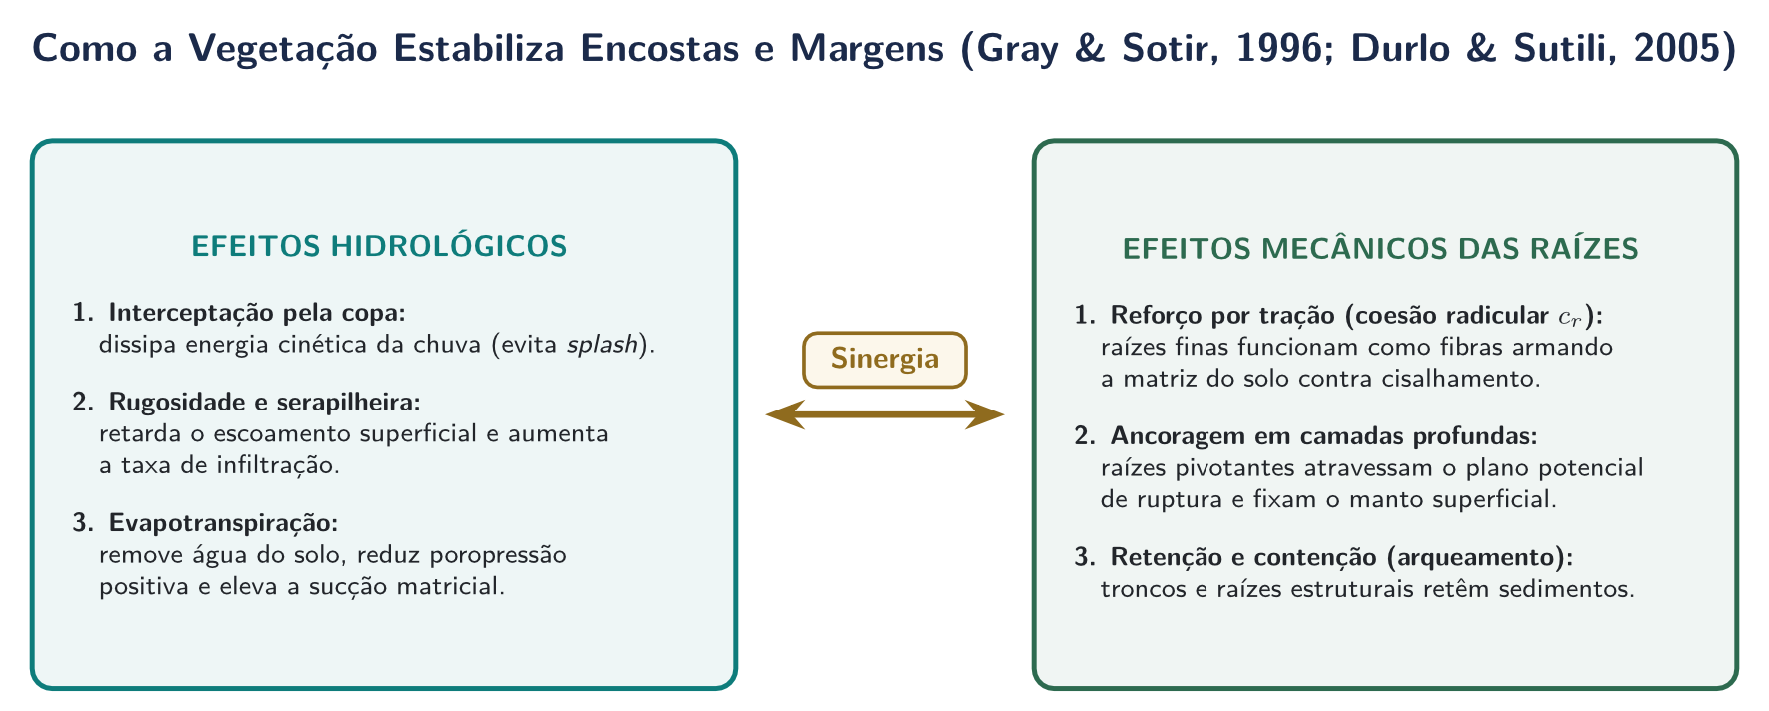 Como a Vegetação Estabiliza Encostas e Margens (Gray & Sotir, 1996; Durlo & Sutili, 2005)
EFEITOS HIDROLÓGICOS
1. Interceptação pela copa:
dissipa energia cinética da chuva (evita splash).
2. Rugosidade e serapilheira:
retarda o escoamento superficial e aumenta
a taxa de infiltração.
3. Evapotranspiração:
remove água do solo, reduz poropressão
positiva e eleva a sucção matricial.
Sinergia
EFEITOS MECÂNICOS DAS RAÍZES
1. Reforço por tração (coesão radicular c_r):
raízes finas funcionam como fibras armando
a matriz do solo contra cisalhamento.
2. Ancoragem em camadas profundas:
raízes pivotantes atravessam o plano potencial
de ruptura e fixam o manto superficial.
3. Retenção e contenção (arqueamento):
troncos e raízes estruturais retêm sedimentos.